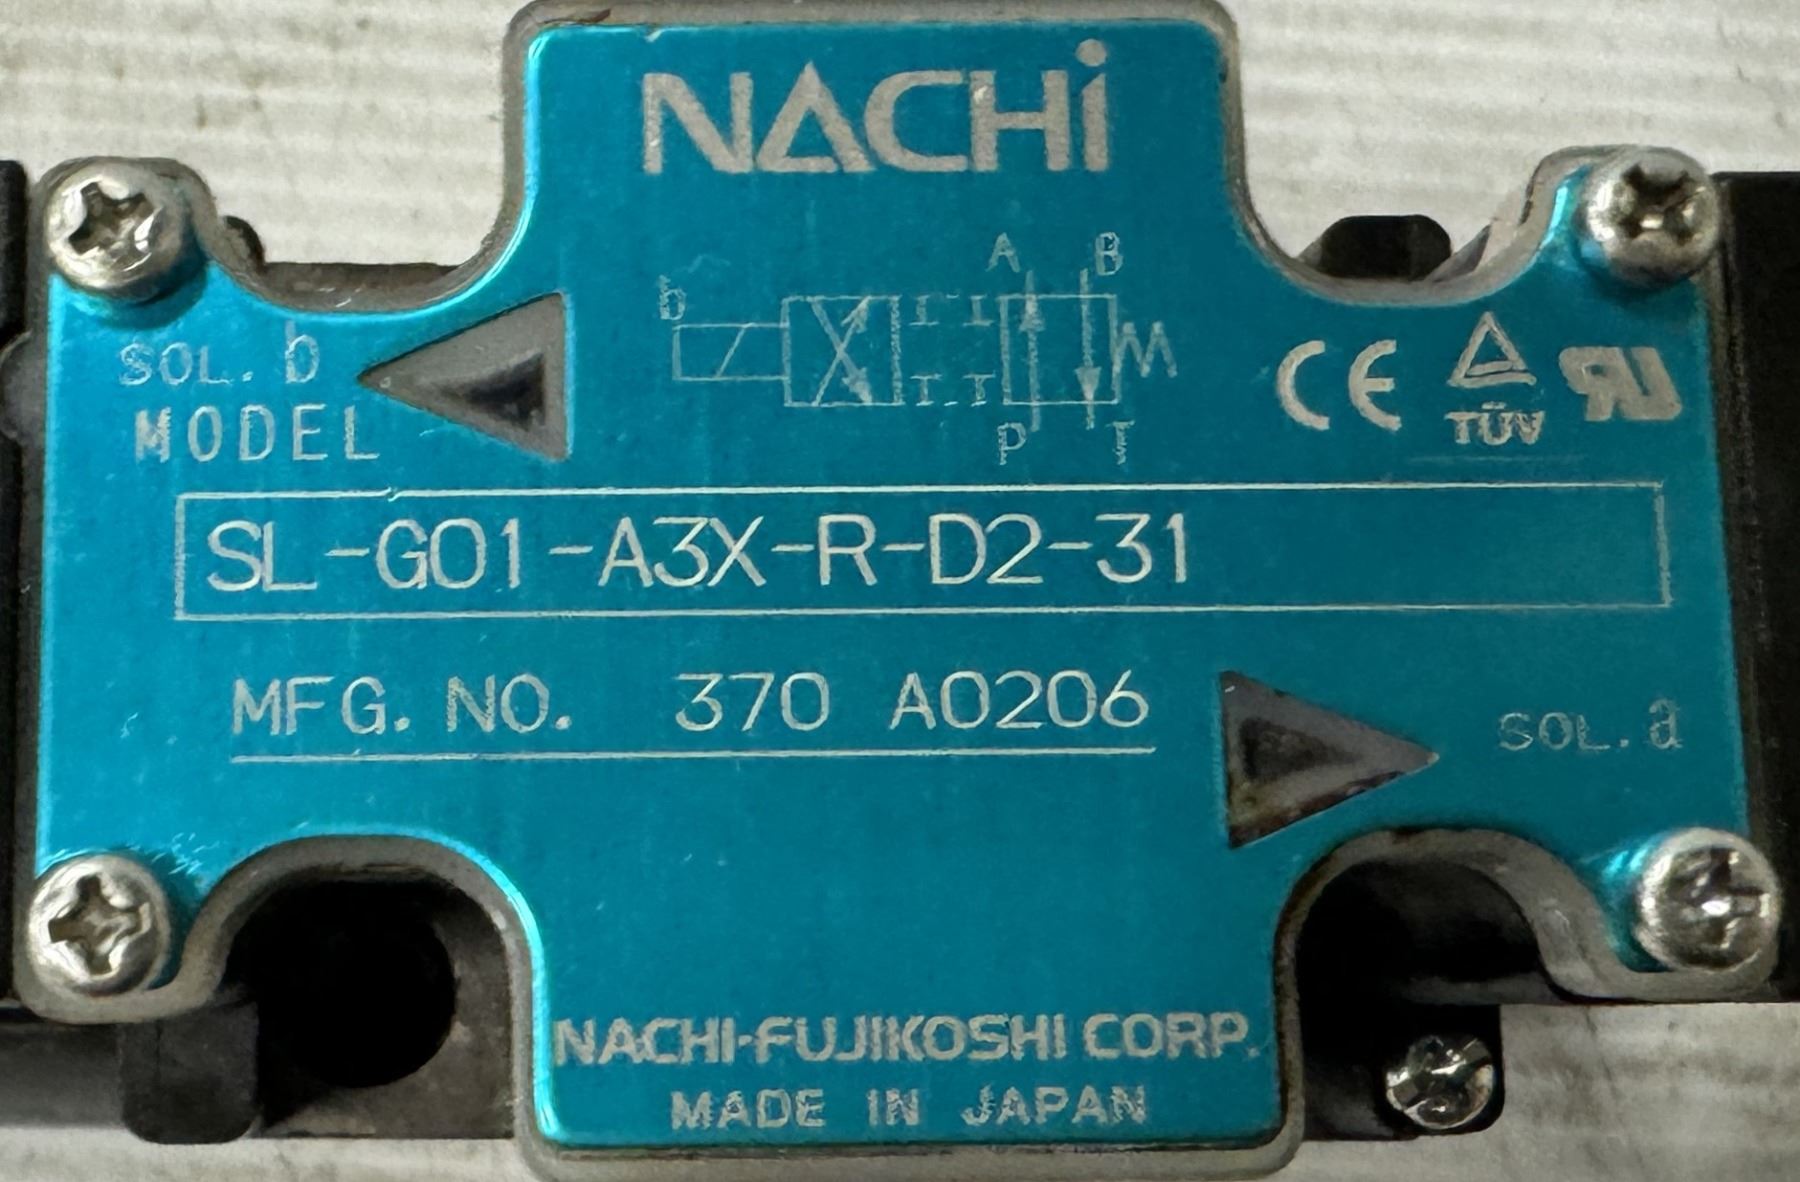 NACHi
A B
b
SOL. b
MODEL
P T
CE TÜV
SL-G01-A3X-R-D2-31
MFG. NO. 370 A0206
SOL. a
NACHI-FUJIKOSHI CORP.
MADE IN JAPAN